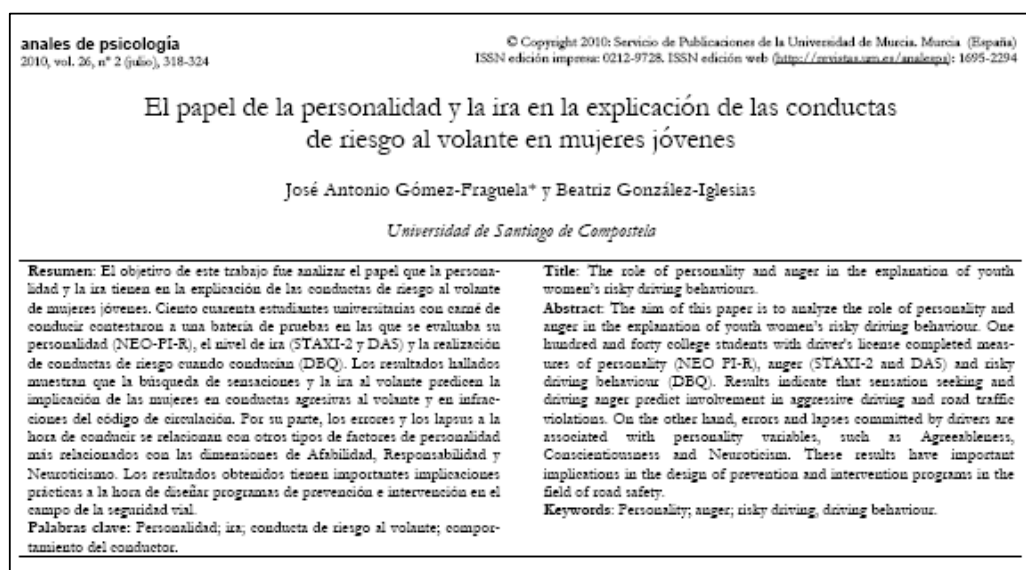 anales de psicología
2010, vol. 26, nº 2 (julio), 318-324
© Copyright 2010: Servicio de Publicaciones de la Universidad de Murcia. Murcia (España)
ISSN edición impresa: 0212-9728. ISSN edición web (http://revistas.um.es/analesps): 1695-2294
El papel de la personalidad y la ira en la explicación de las conductas
de riesgo al volante en mujeres jóvenes
José Antonio Gómez-Fraguela* y Beatriz González-Iglesias
Universidad de Santiago de Compostela
Resumen: El objetivo de este trabajo fue analizar el papel que la persona-
lidad y la ira tienen en la explicación de las conductas de riesgo al volante
de mujeres jóvenes. Ciento cuarenta estudiantes universitarias con carné de
conducir contestaron a una batería de pruebas en las que se evaluaba su
personalidad (NEO-PI-R), el nivel de ira (STAXI-2 y DAS) y la realización
de conductas de riesgo cuando conducían (DBQ). Los resultados hallados
muestran que la búsqueda de sensaciones y la ira al volante predicen la
implicación de las mujeres en conductas agresivas al volante y en infrac-
ciones del código de circulación. Por su parte, los errores y los lapsus a la
hora de conducir se relacionan con otros tipos de factores de personalidad
más relacionados con las dimensiones de Afabilidad, Responsabilidad y
Neuroticismo. Los resultados obtenidos tienen importantes implicaciones
prácticas a la hora de diseñar programas de prevención e intervención en el
campo de la seguridad vial.
Palabras clave: Personalidad; ira; conducta de riesgo al volante; compor-
tamiento del conductor.
Title: The role of personality and anger in the explanation of youth
women's risky driving behaviours.
Abstract: The aim of this paper is to analyze the role of personality and
anger in the explanation of youth women's risky driving behaviour. One
hundred and forty college students with driver's license completed meas-
ures of personality (NEO PI-R), anger (STAXI-2 and DAS) and risky
driving behaviour (DBQ). Results indicate that sensation seeking and
driving anger predict involvement in aggressive driving and road traffic
violations. On the other hand, errors and lapses committed by drivers are
associated with personality variables, such as Agreeableness,
Conscientiousness and Neuroticism. These results have important
implications in the design of prevention and intervention programs in the
field of road safety.
Keywords: Personality; anger; risky driving, driving behaviour.